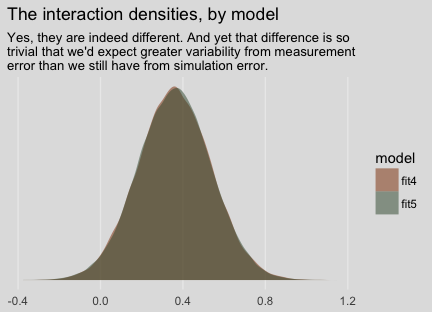 The interaction densities, by model
Yes, they are indeed different. And yet that difference is so
trivial that we'd expect greater variability from measurement
error than we still have from simulation error.
model
fit4
fit5
-0.4 0.0 0.4 0.8 1.2